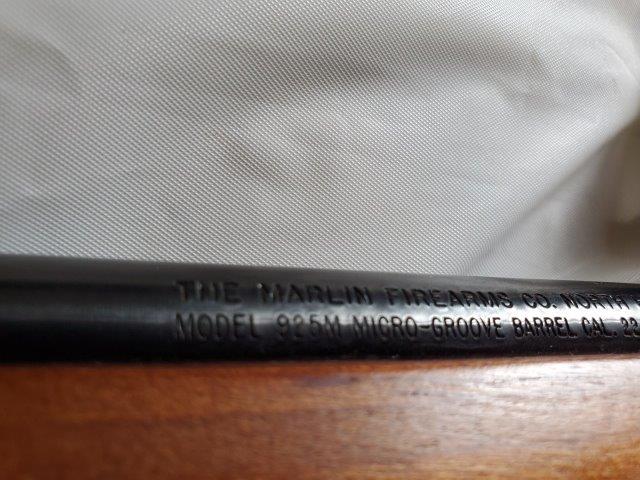 THE MARLIN FIREARMS CO. NORTH
MODEL 925M MICRO-GROOVE BARREL CAL. 22